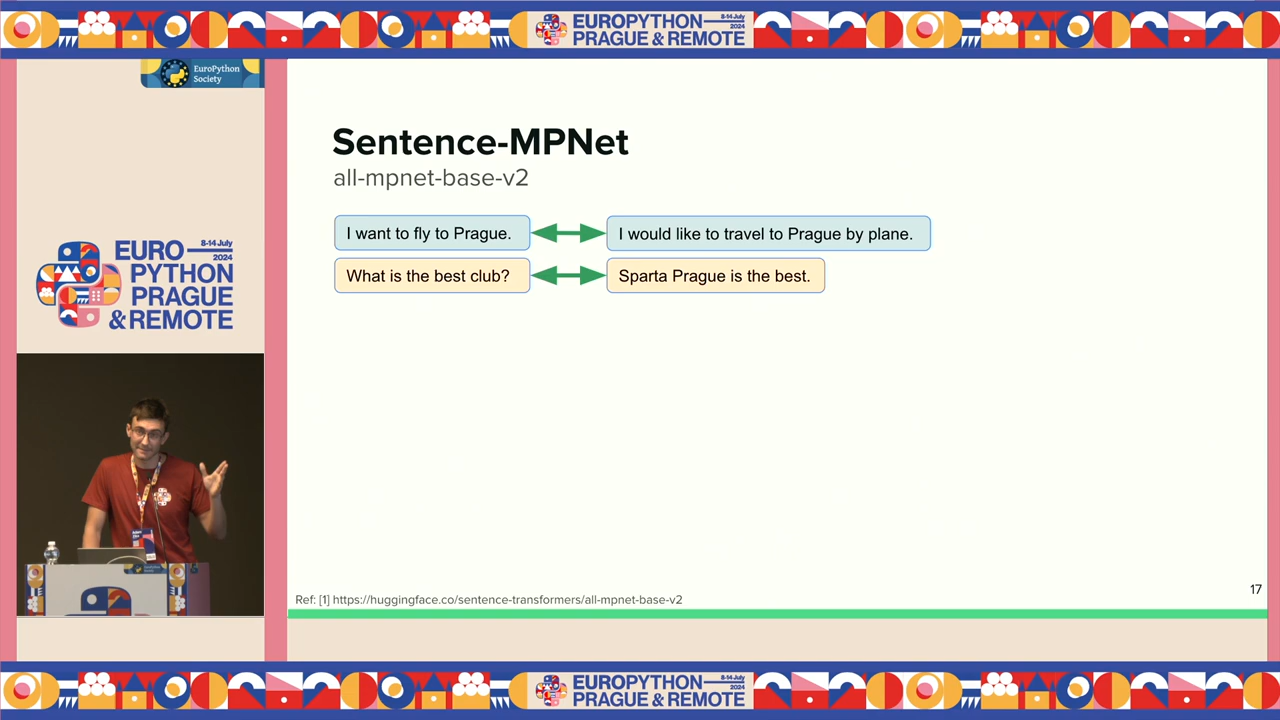 EUROPYTHON
8-14 July
2024
PRAGUE & REMOTE
EuroPython
Society
Sentence-MPNet
all-mpnet-base-v2
I want to fly to Prague.
I would like to travel to Prague by plane.
What is the best club?
Sparta Prague is the best.
EURO
8-14 July
2024
PYTHON
PRAGUE
& REMOTE
17
Ref: [1] https://huggingface.co/sentence-transformers/all-mpnet-base-v2
EUROPYTHON
8-14 July
2024
PRAGUE & REMOTE